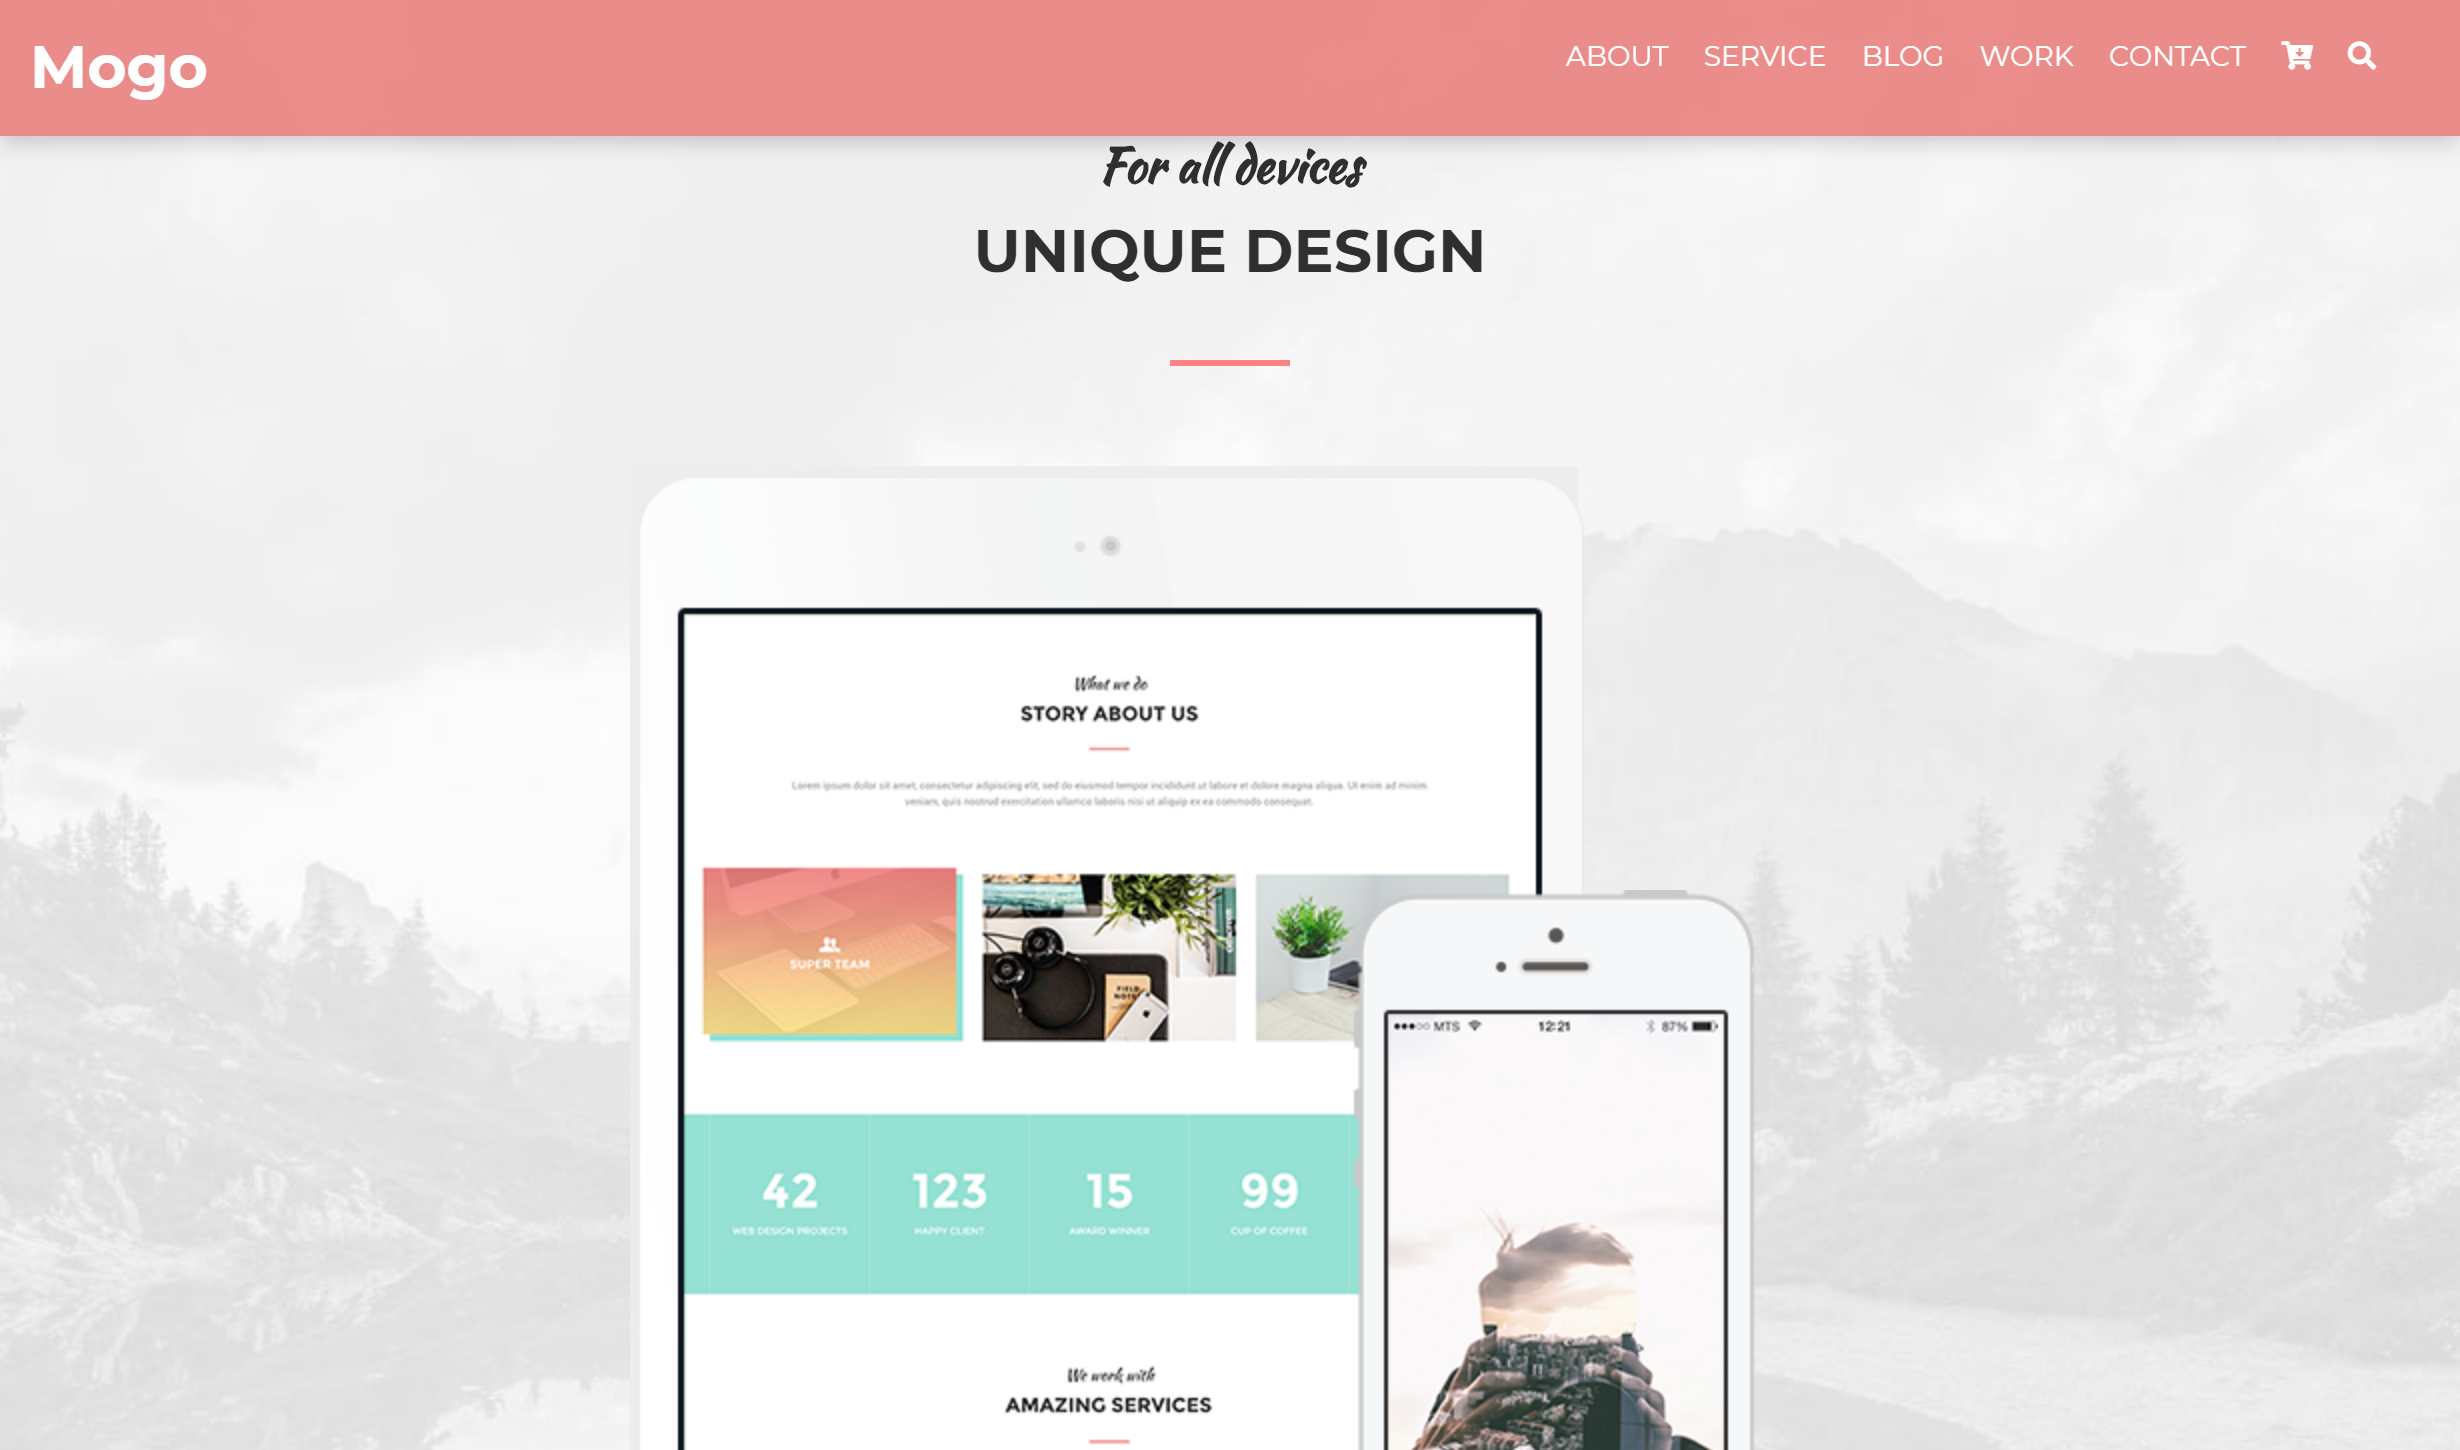 Mogo
ABOUT SERVICE BLOG WORK CONTACT
For all devices
UNIQUE DESIGN
What we do
STORY ABOUT US
Lorem ipsum dolor sit amet, consectetur adipiscing elit, sed do eiusmod tempor incididunt ut labore et dolore magna aliqua. Ut enim ad minim
veniam, quis nostrud exercitation ullamco laboris nisi ut aliquip ex ea commodo consequat.
SUPER TEAM
FIELD
NOTES
MTS 12:21 87%
42 123 15 99
WEB DESIGN PROJECTS HAPPY CLIENT AWARD WINNER CUP OF COFFEE
We work with
AMAZING SERVICES